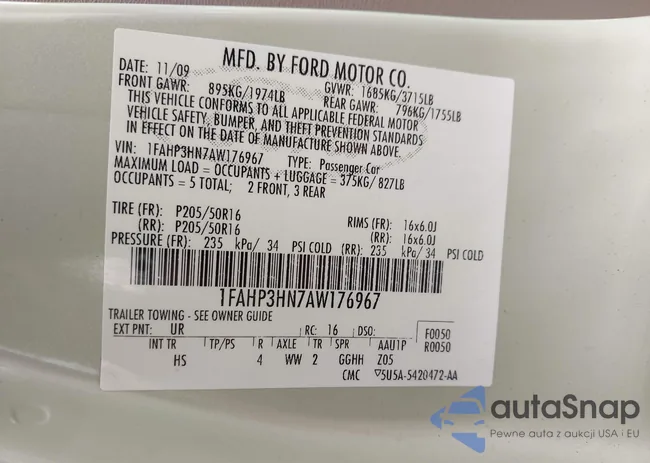 MFD. BY FORD MOTOR CO.
DATE: 11/09 GVWR: 1685KG/3715LB
FRONT GAWR: 895KG/1974LB REAR GAWR: 796KG/1755LB
THIS VEHICLE CONFORMS TO ALL APPLICABLE FEDERAL MOTOR
VEHICLE SAFETY, BUMPER, AND THEFT PREVENTION STANDARDS
IN EFFECT ON THE DATE OF MANUFACTURE SHOWN ABOVE.
VIN: 1FAHP3HN7AW176967 TYPE: Passenger Car
MAXIMUM LOAD = OCCUPANTS + LUGGAGE = 375KG/ 827LB
OCCUPANTS = 5 TOTAL; 2 FRONT, 3 REAR
TIRE (FR): P205/50R16 RIMS (FR): 16x6.0J
(RR): P205/50R16 (RR): 16x6.0J
PRESSURE (FR): 235 kPa/ 34 PSI COLD (RR): 235 kPa/ 34 PSI COLD
1FAHP3HN7AW176967
TRAILER TOWING - SEE OWNER GUIDE
EXT PNT: UR RC: 16 DSO: F0050
INT TR TP/PS R AXLE TR SPR AAU1P R0050
HS 4 WW 2 GGHH Z05
CMC ▽5U5A-5420472-AA
autaSnap
Pewne auta z aukcji USA i EU